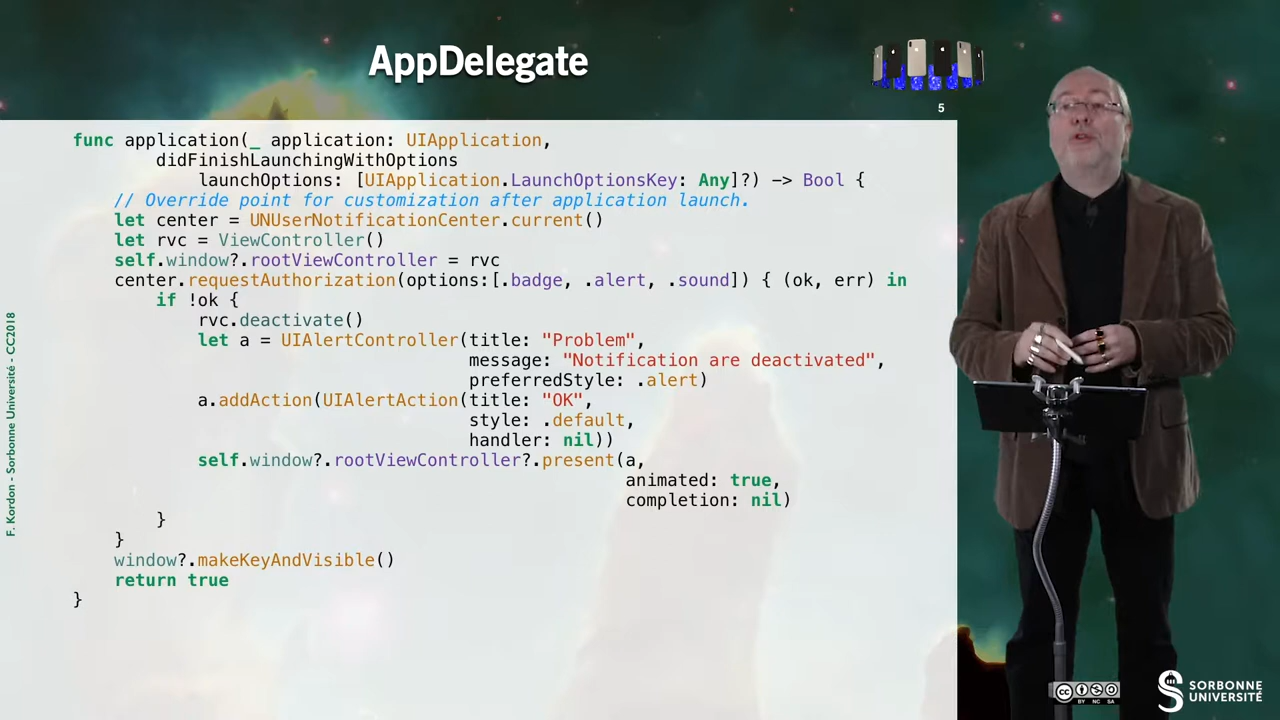 AppDelegate
5
func application(_ application: UIApplication,
        didFinishLaunchingWithOptions
            launchOptions: [UIApplication.LaunchOptionsKey: Any]?) -> Bool {
    // Override point for customization after application launch.
    let center = UNUserNotificationCenter.current()
    let rvc = ViewController()
    self.window?.rootViewController = rvc
    center.requestAuthorization(options:[.badge, .alert, .sound]) { (ok, err) in
        if !ok {
            rvc.deactivate()
            let a = UIAlertController(title: "Problem",
                                      message: "Notification are deactivated",
                                      preferredStyle: .alert)
            a.addAction(UIAlertAction(title: "OK",
                                      style: .default,
                                      handler: nil))
            self.window?.rootViewController?.present(a,
                                                     animated: true,
                                                     completion: nil)
        }
    }
    window?.makeKeyAndVisible()
    return true
}
F. Kordon - Sorbonne Université - CC2018
CC BY NC SA
SORBONNE
UNIVERSITÉ